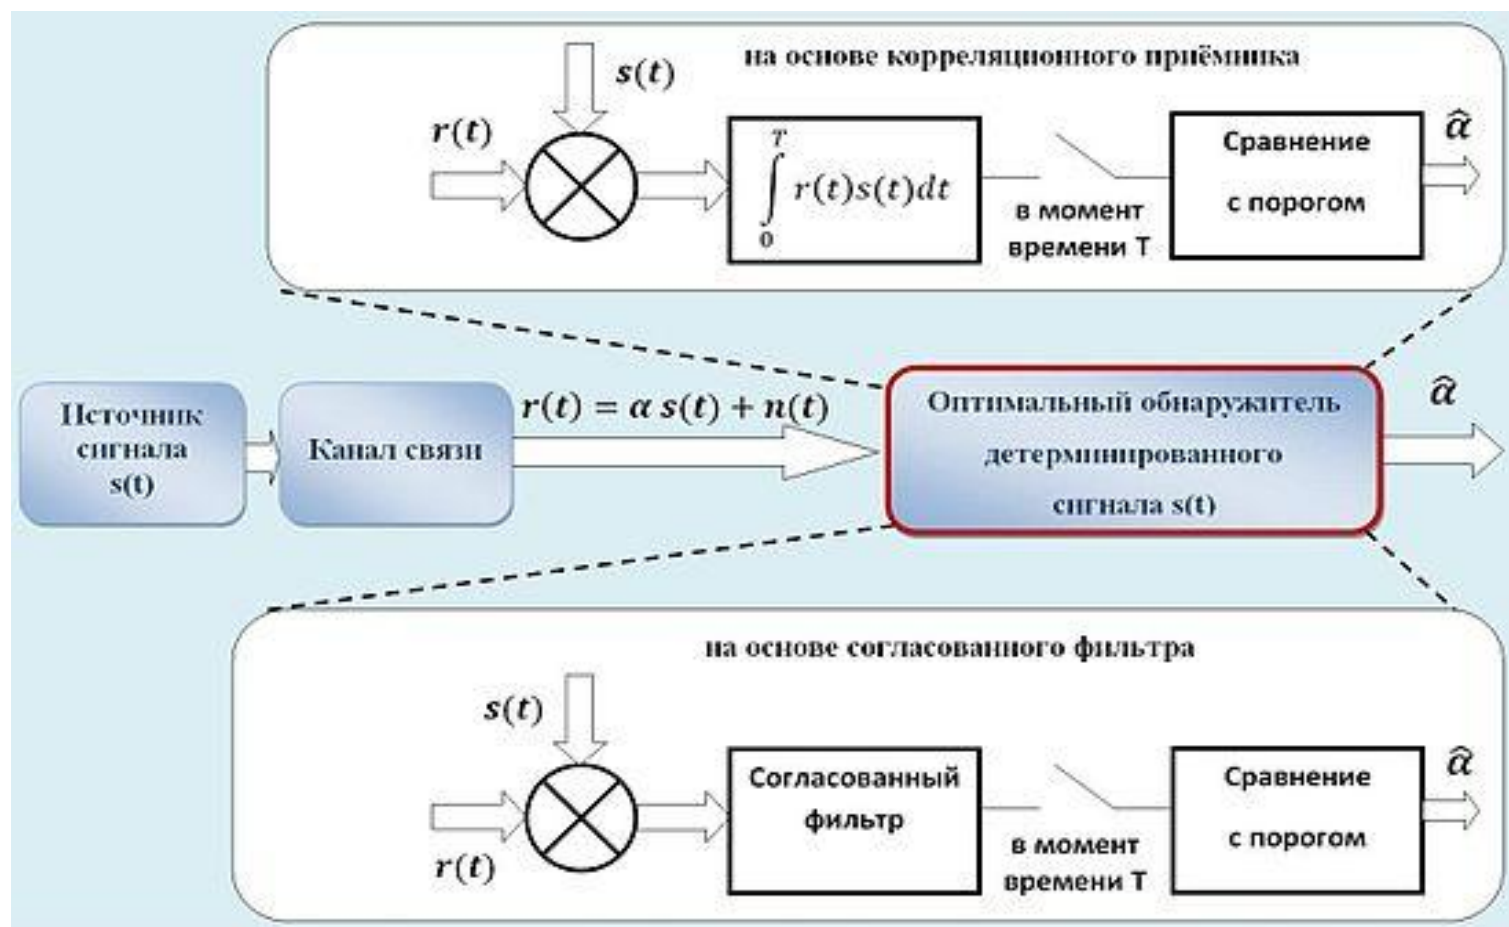 на основе корреляционного приёмника
s(t)
r(t)
T
∫ r(t)s(t)dt
0
в момент
времени T
Сравнение
с порогом
α̂
Источник
сигнала
s(t)
Канал связи
r(t) = α s(t) + n(t)
Оптимальный обнаружитель
детерминированного
сигнала s(t)
α̂
на основе согласованного фильтра
s(t)
r(t)
Согласованный
фильтр
в момент
времени T
Сравнение
с порогом
α̂